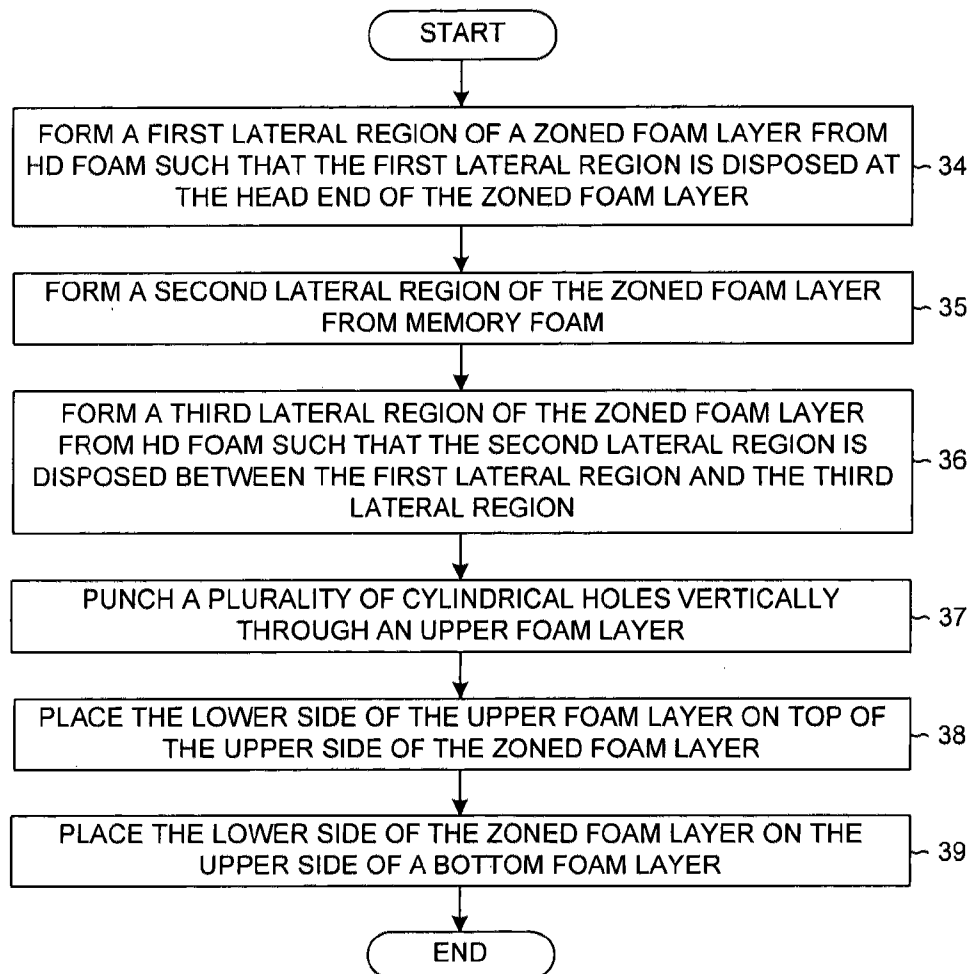 START
FORM A FIRST LATERAL REGION OF A ZONED FOAM LAYER FROM
HD FOAM SUCH THAT THE FIRST LATERAL REGION IS DISPOSED AT
THE HEAD END OF THE ZONED FOAM LAYER
34
FORM A SECOND LATERAL REGION OF THE ZONED FOAM LAYER
FROM MEMORY FOAM
35
FORM A THIRD LATERAL REGION OF THE ZONED FOAM LAYER
FROM HD FOAM SUCH THAT THE SECOND LATERAL REGION IS
DISPOSED BETWEEN THE FIRST LATERAL REGION AND THE THIRD
LATERAL REGION
36
PUNCH A PLURALITY OF CYLINDRICAL HOLES VERTICALLY
THROUGH AN UPPER FOAM LAYER
37
PLACE THE LOWER SIDE OF THE UPPER FOAM LAYER ON TOP OF
THE UPPER SIDE OF THE ZONED FOAM LAYER
38
PLACE THE LOWER SIDE OF THE ZONED FOAM LAYER ON THE
UPPER SIDE OF A BOTTOM FOAM LAYER
39
END